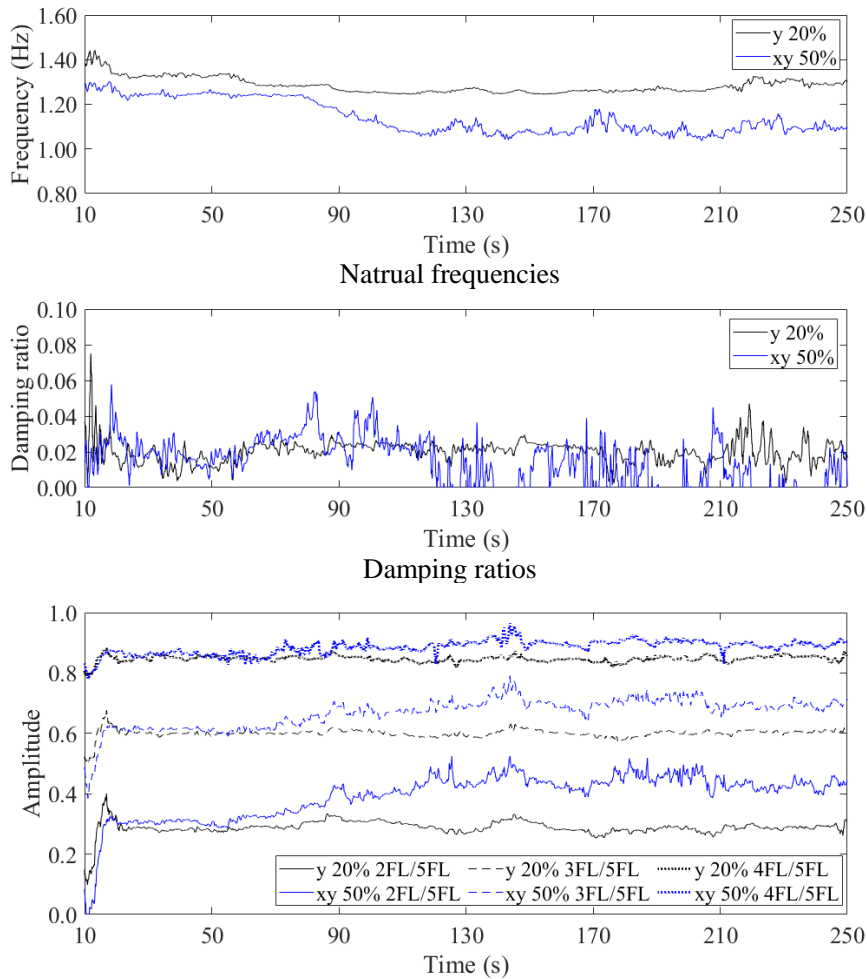 1.60
1.40
1.20
1.00
0.80
Frequency (Hz)
y 20%
xy 50%
10 50 90 130 170 210 250
Time (s)
Natrual frequencies
0.10
0.08
0.06
0.04
0.02
0.00
Damping ratio
y 20%
xy 50%
10 50 90 130 170 210 250
Time (s)
Damping ratios
1.0
0.8
0.6
0.4
0.2
0.0
Amplitude
y 20% 2FL/5FL y 20% 3FL/5FL y 20% 4FL/5FL
xy 50% 2FL/5FL xy 50% 3FL/5FL xy 50% 4FL/5FL
10 50 90 130 170 210 250
Time (s)